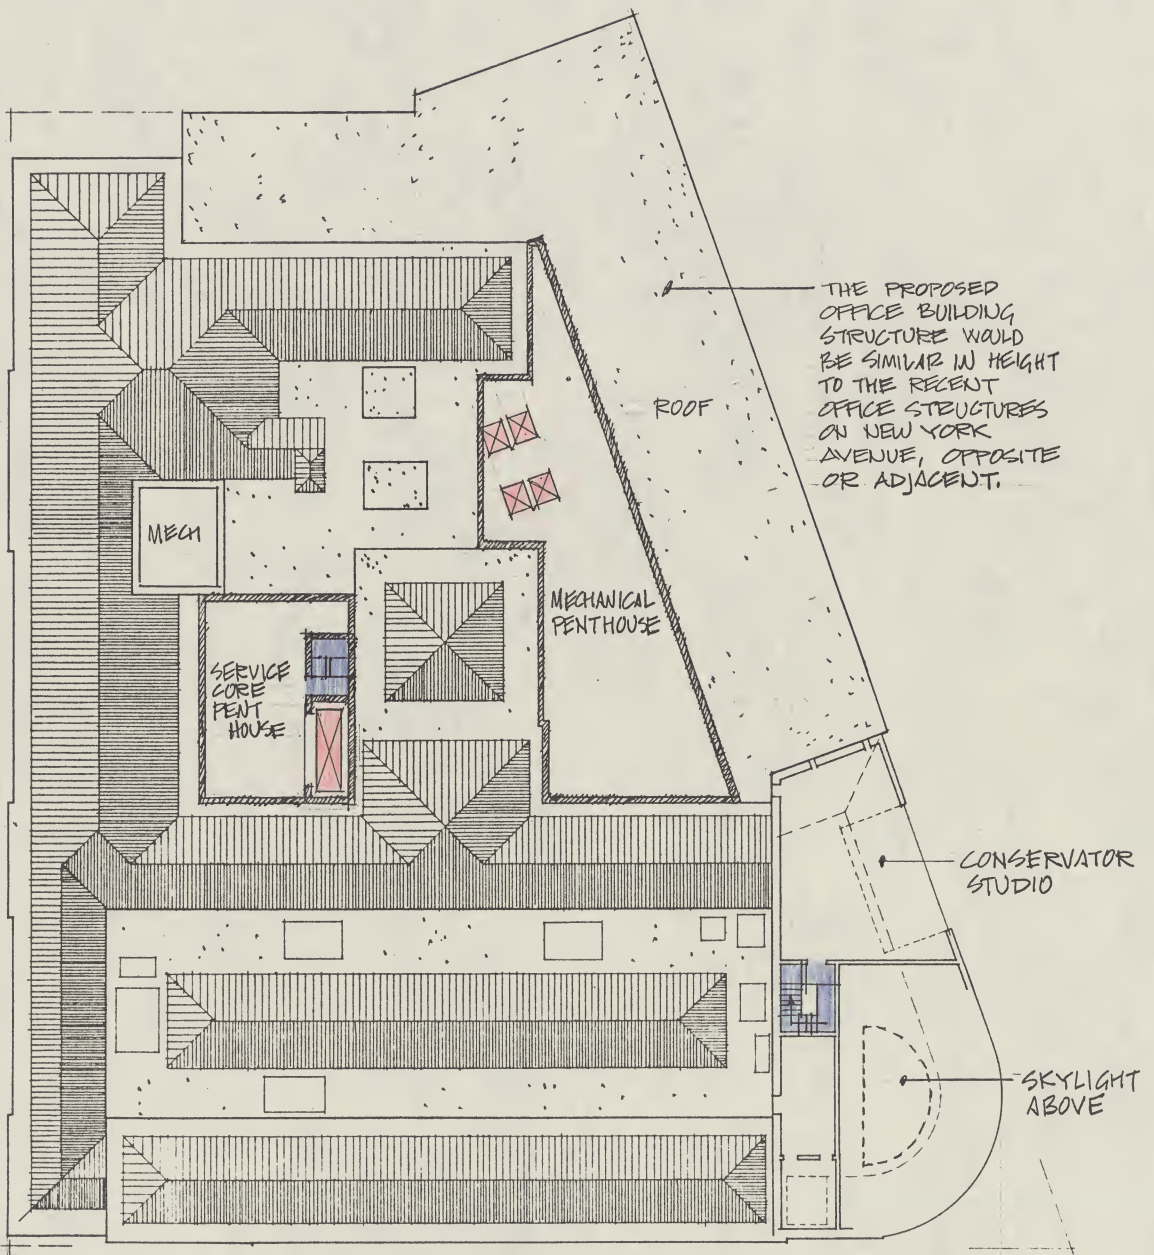 THE PROPOSED
OFFICE BUILDING
STRUCTURE WOULD
BE SIMILAR IN HEIGHT
TO THE RECENT
OFFICE STRUCTURES
ON NEW YORK
AVENUE, OPPOSITE
OR ADJACENT.
ROOF
MECH
MECHANICAL
PENTHOUSE
SERVICE
CORE
PENT
HOUSE
CONSERVATOR
STUDIO
SKYLIGHT
ABOVE